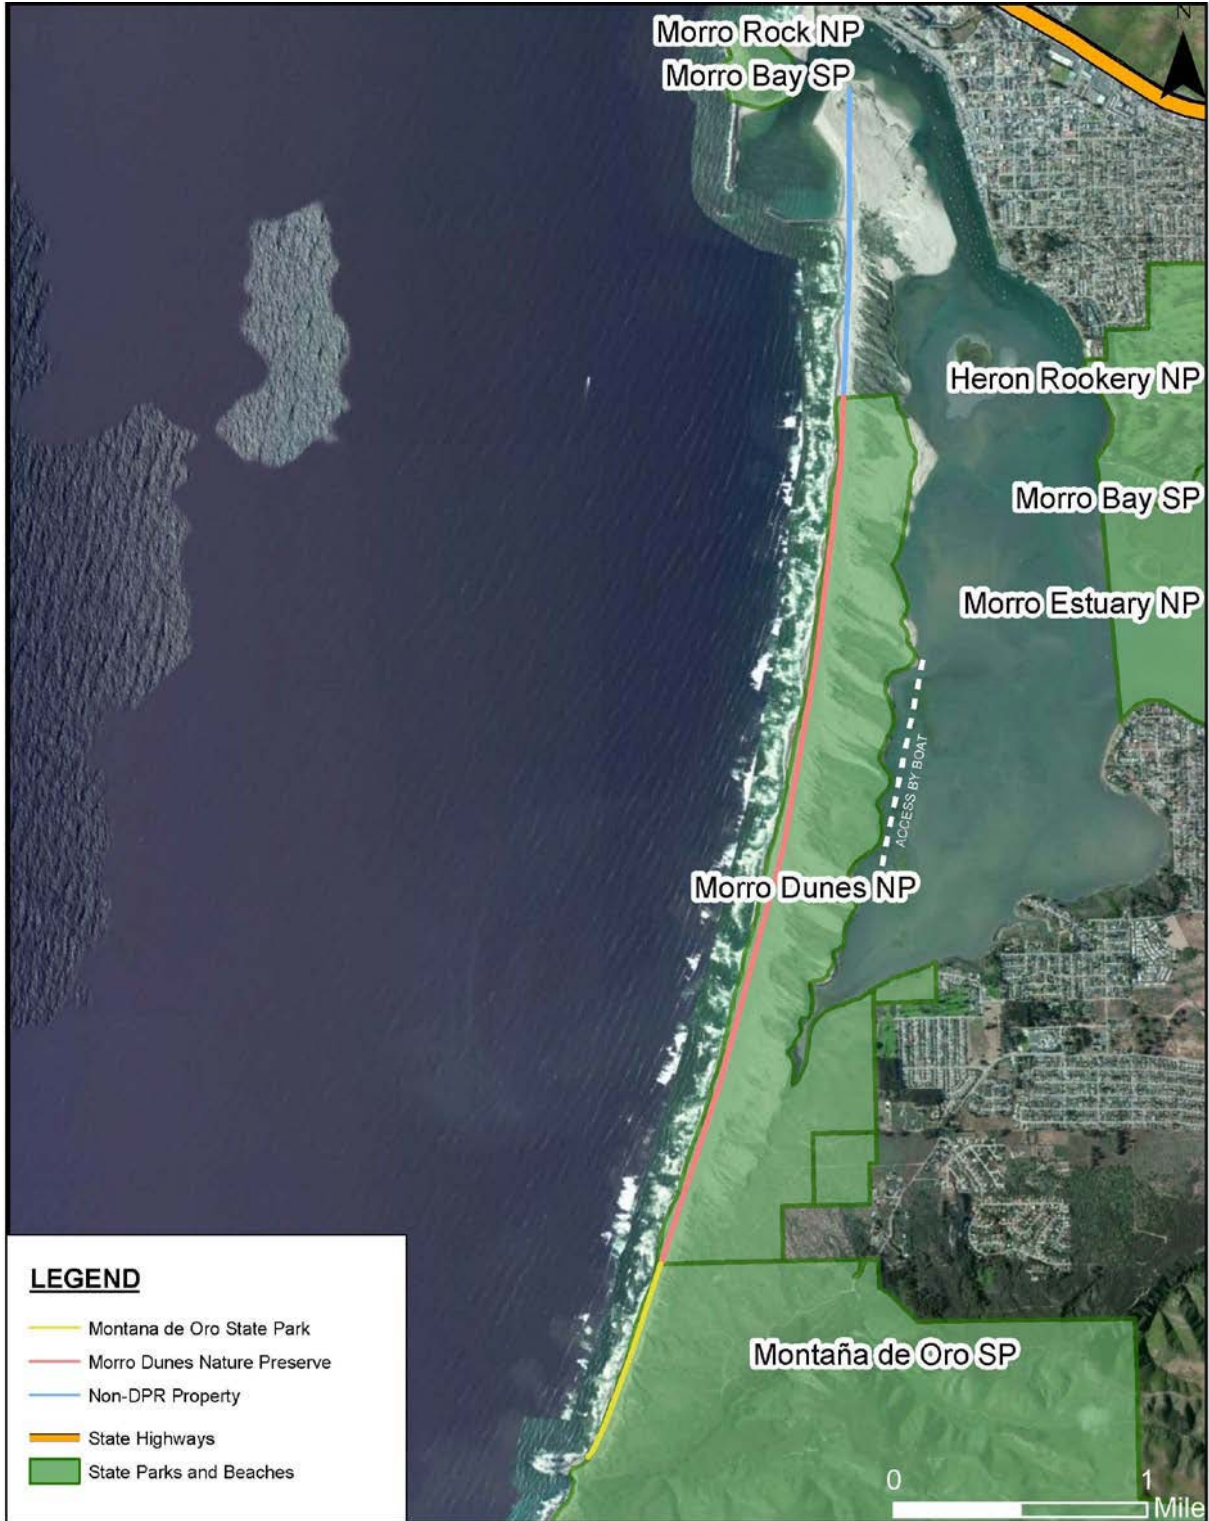 N
Morro Rock NP
Morro Bay SP
Heron Rookery NP
Morro Bay SP
Morro Estuary NP
ACCESS BY BOAT
Morro Dunes NP
Montaña de Oro SP
LEGEND
Montana de Oro State Park
Morro Dunes Nature Preserve
Non-DPR Property
State Highways
State Parks and Beaches
0 1
Mile